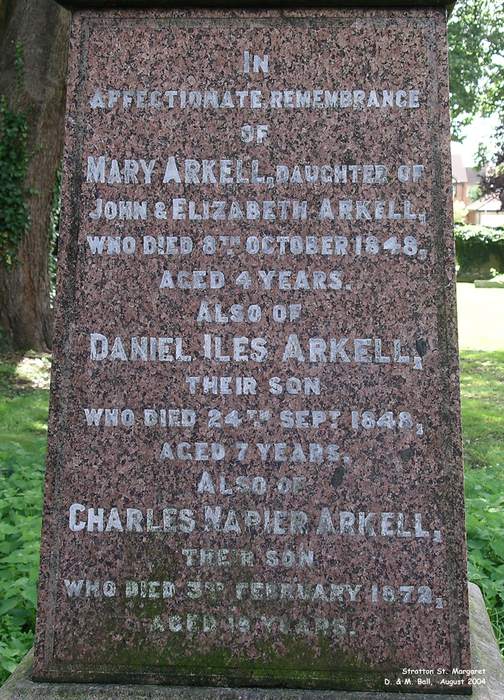 IN
AFFECTIONATE REMEMBRANCE
OF
MARY ARKELL, DAUGHTER OF
JOHN & ELIZABETH ARKELL,
WHO DIED 8TH OCTOBER 1848,
AGED 4 YEARS.
ALSO OF
DANIEL ILES ARKELL,
THEIR SON
WHO DIED 24TH SEPT 1848,
AGED 7 YEARS.
ALSO OF
CHARLES NAPIER ARKELL,
THEIR SON
WHO DIED 3RD FEBRUARY 1872,
AGED YEARS.
Stratton St. Margaret
D. & M. Ball, August 2004